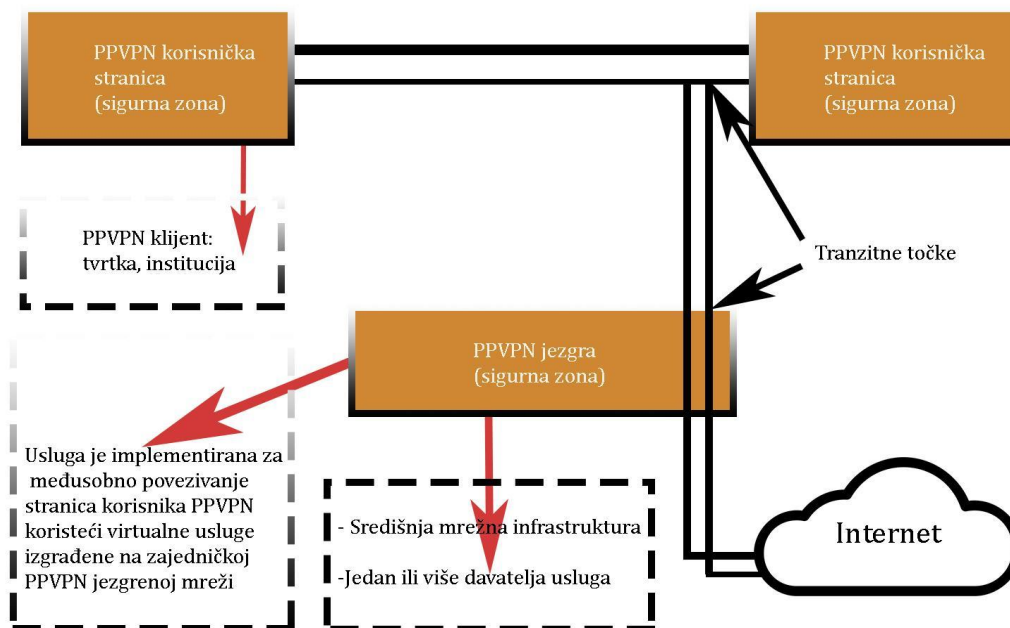 PPVPN korisnička
stranica
(sigurna zona)
PPVPN korisnička
stranica
(sigurna zona)
PPVPN klijent:
tvrtka, institucija
Tranzitne točke
PPVPN jezgra
(sigurna zona)
Usluga je implementirana za
međusobno povezivanje
stranica korisnika PPVPN
koristeći virtualne usluge
izgrađene na zajedničkoj
PPVPN jezgrenoj mreži
- Središnja mrežna infrastruktura
-Jedan ili više davatelja usluga
Internet